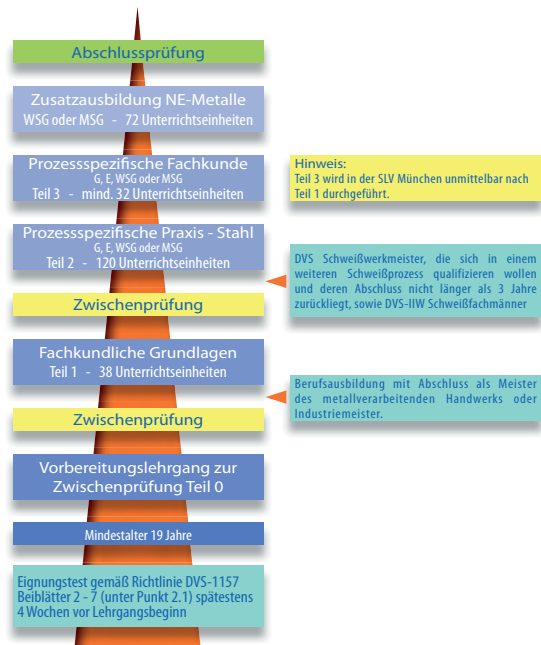 Abschlussprüfung
Zusatzausbildung NE-Metalle
WSG oder MSG - 72 Unterrichtseinheiten
Prozessspezifische Fachkunde
G, E, WSG oder MSG
Teil 3 - mind. 32 Unterrichtseinheiten
Hinweis:
Teil 3 wird in der SLV München unmittelbar nach
Teil 1 durchgeführt.
Prozessspezifische Praxis - Stahl
G, E, WSG oder MSG
Teil 2 - 120 Unterrichtseinheiten
DVS Schweißwerkmeister, die sich in einem
weiteren Schweißprozess qualifizieren wollen
und deren Abschluss nicht länger als 3 Jahre
zurückliegt, sowie DVS-IIW Schweißfachmänner
Zwischenprüfung
Fachkundliche Grundlagen
Teil 1 - 38 Unterrichtseinheiten
Berufsausbildung mit Abschluss als Meister
des metallverarbeitenden Handwerks oder
Industriemeister.
Zwischenprüfung
Vorbereitungslehrgang zur
Zwischenprüfung Teil 0
Mindestalter 19 Jahre
Eignungstest gemäß Richtlinie DVS-1157
Beiblätter 2 - 7 (unter Punkt 2.1) spätestens
4 Wochen vor Lehrgangsbeginn